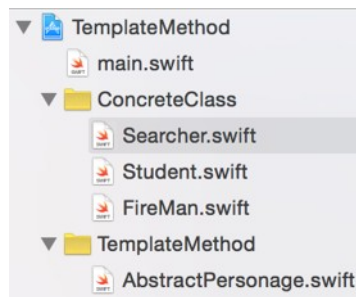 TemplateMethod
main.swift
ConcreteClass
Searcher.swift
Student.swift
FireMan.swift
TemplateMethod
AbstractPersonage.swift